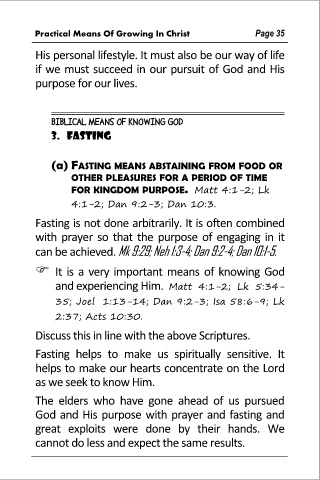 Practical Means Of Growing In Christ Page 35
His personal lifestyle. It must also be our way of life
if we must succeed in our pursuit of God and His
purpose for our lives.
BIBLICAL MEANS OF KNOWING GOD
3. FASTING
(a) FASTING MEANS ABSTAINING FROM FOOD OR
OTHER PLEASURES FOR A PERIOD OF TIME
FOR KINGDOM PURPOSE. Matt 4:1-2; Lk
4:1-2; Dan 9:2-3; Dan 10:3.
Fasting is not done arbitrarily. It is often combined
with prayer so that the purpose of engaging in it
can be achieved. Mk 9:29; Neh 1:3-4; Dan 9:2-4; Dan 10:1-5.
☞ It is a very important means of knowing God
and experiencing Him. Matt 4:1-2; Lk 5:34-
35; Joel 1:13-14; Dan 9:2-3; Isa 58:6-9; Lk
2:37; Acts 10:30.
Discuss this in line with the above Scriptures.
Fasting helps to make us spiritually sensitive. It
helps to make our hearts concentrate on the Lord
as we seek to know Him.
The elders who have gone ahead of us pursued
God and His purpose with prayer and fasting and
great exploits were done by their hands. We
cannot do less and expect the same results.